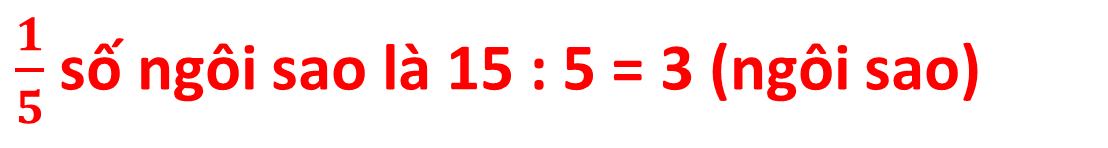 1/5 số ngôi sao là 15 : 5 = 3 (ngôi sao)